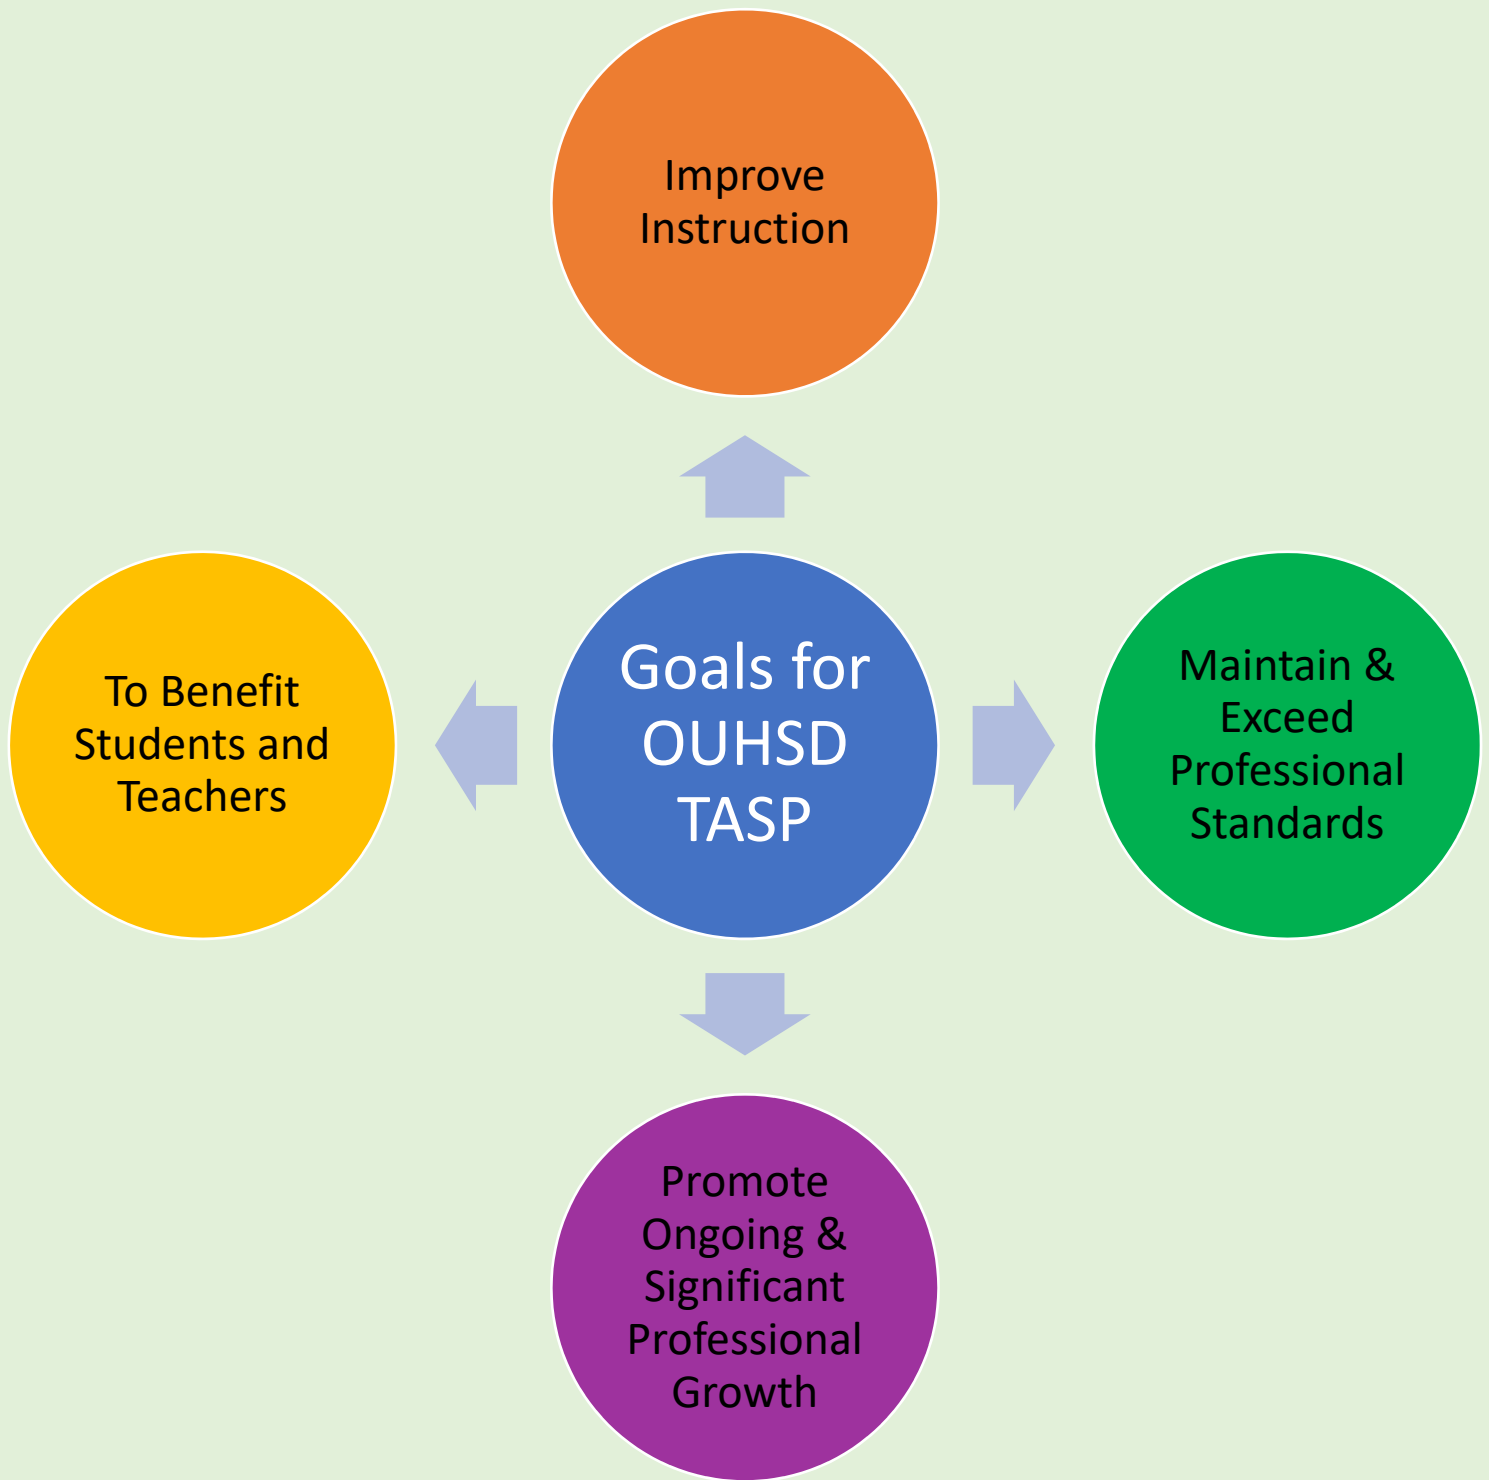 Improve
Instruction
To Benefit
Students and
Teachers
Goals for
OUHSD
TASP
Maintain &
Exceed
Professional
Standards
Promote
Ongoing &
Significant
Professional
Growth